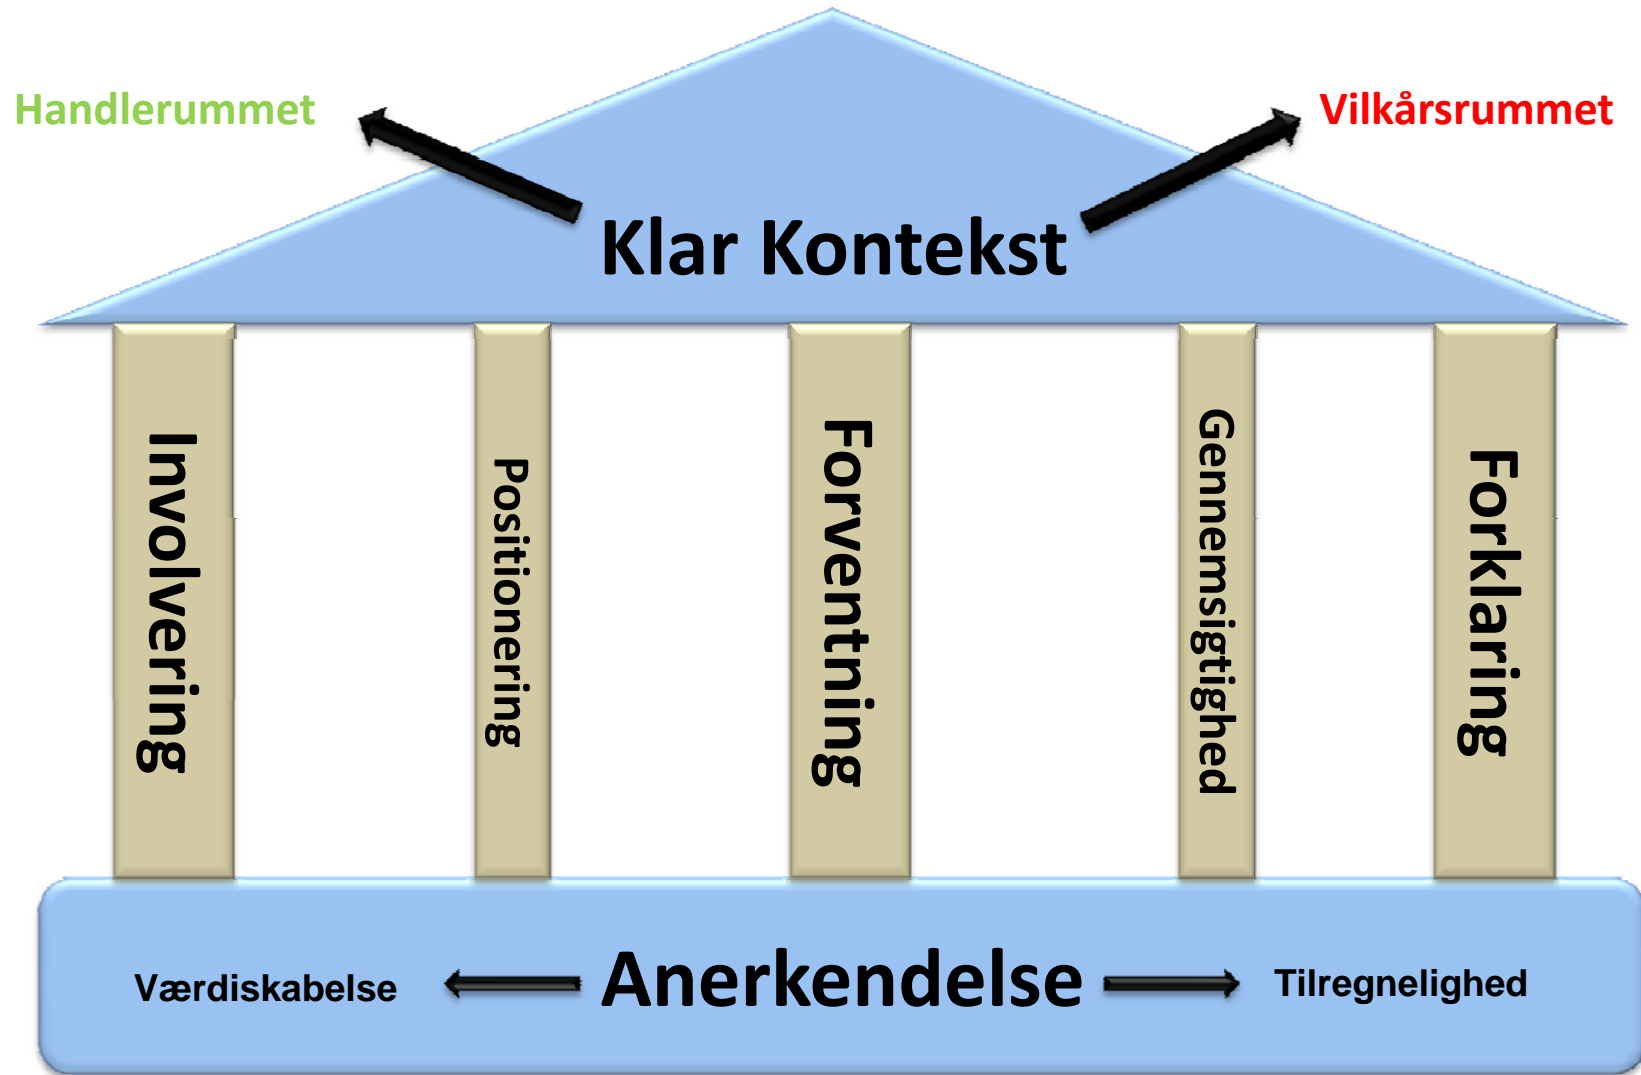 Handlerummet
Vilkårsrummet
Klar Kontekst
Involvering
Positionering
Forventning
Gennemsigtighed
Forklaring
Værdiskabelse
Anerkendelse
Tilregnelighed